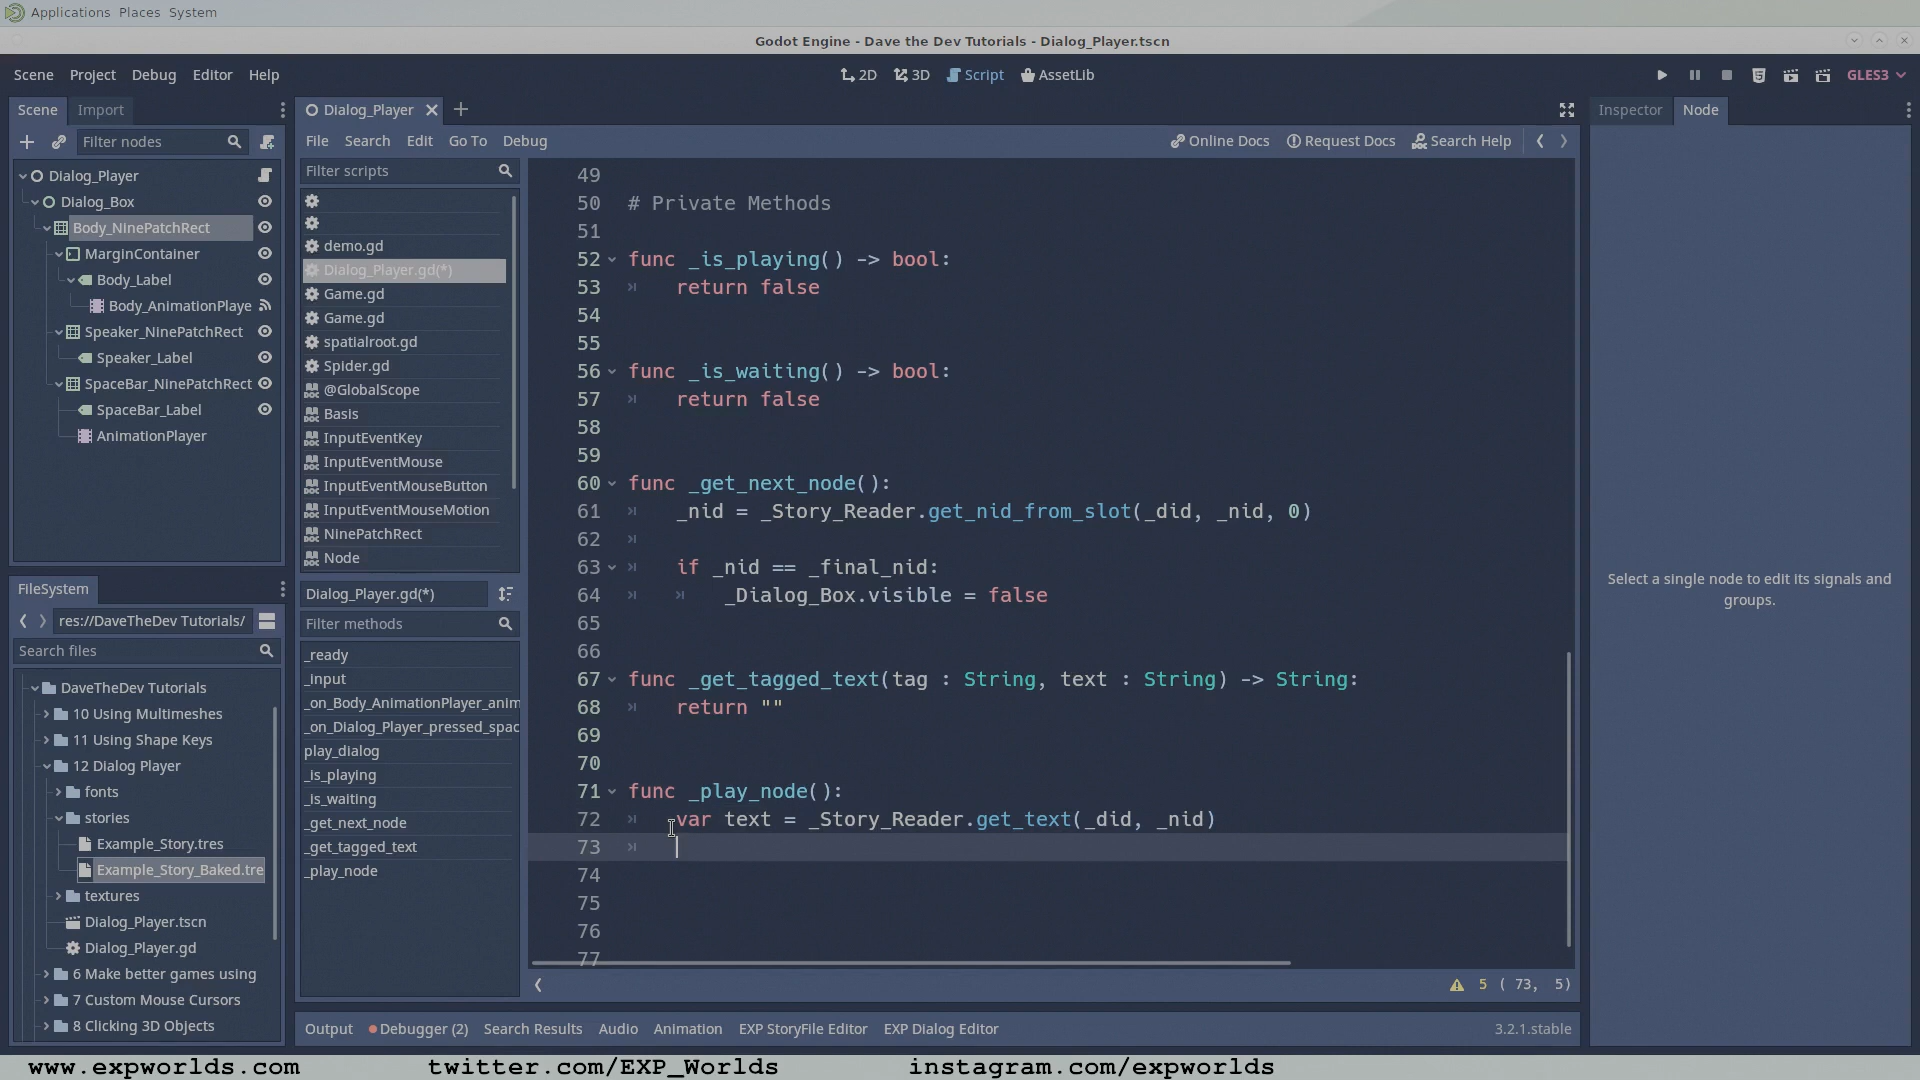 Applications Places System
Godot Engine - Dave the Dev Tutorials - Dialog_Player.tscn
Scene Project Debug Editor Help
2D 3D Script AssetLib
GLES3
Scene Import
Filter nodes
Dialog_Player
Dialog_Box
Body_NinePatchRect
MarginContainer
Body_Label
Body_AnimationPlaye
Speaker_NinePatchRect
Speaker_Label
SpaceBar_NinePatchRect
SpaceBar_Label
AnimationPlayer
FileSystem
res://DaveTheDev Tutorials/
Search files
DaveTheDev Tutorials
10 Using Multimeshes
11 Using Shape Keys
12 Dialog Player
fonts
stories
Example_Story.tres
Example_Story_Baked.tre
textures
Dialog_Player.tscn
Dialog_Player.gd
6 Make better games using
7 Custom Mouse Cursors
8 Clicking 3D Objects
Dialog_Player
File Search Edit Go To Debug
Online Docs Request Docs Search Help
Filter scripts
demo.gd
Dialog_Player.gd(*)
Game.gd
Game.gd
spatialroot.gd
Spider.gd
@GlobalScope
Basis
InputEventKey
InputEventMouse
InputEventMouseButton
InputEventMouseMotion
NinePatchRect
Node
Dialog_Player.gd(*)
Filter methods
_ready
_input
_on_Body_AnimationPlayer_anim
_on_Dialog_Player_pressed_spac
play_dialog
_is_playing
_is_waiting
_get_next_node
_get_tagged_text
_play_node
49
50 # Private Methods
51
52 func _is_playing() -> bool:
53 return false
54
55
56 func _is_waiting() -> bool:
57 return false
58
59
60 func _get_next_node():
61 _nid = _Story_Reader.get_nid_from_slot(_did, _nid, 0)
62
63 if _nid == _final_nid:
64 _Dialog_Box.visible = false
65
66
67 func _get_tagged_text(tag : String, text : String) -> String:
68 return ""
69
70
71 func _play_node():
72 var text = _Story_Reader.get_text(_did, _nid)
73
74
75
76
77
5 ( 73, 5)
Output Debugger (2) Search Results Audio Animation EXP StoryFile Editor EXP Dialog Editor
3.2.1.stable
Inspector Node
Select a single node to edit its signals and
groups.
www.expworlds.com twitter.com/EXP_Worlds instagram.com/expworlds